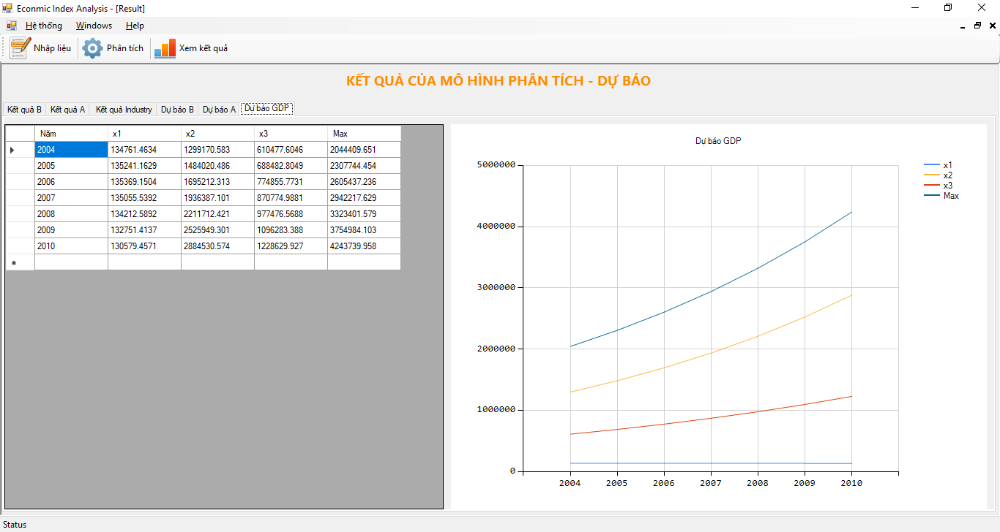 Econmic Index Analysis - [Result]
Hệ thống Windows Help
Nhập liệu Phân tích Xem kết quả
KẾT QUẢ CỦA MÔ HÌNH PHÂN TÍCH - DỰ BÁO
Kết quả B Kết quả A Kết quả Industry Dự báo B Dự báo A Dự báo GDP
Năm x1 x2 x3 Max
2004 134761.4634 1299170.583 610477.6046 2044409.651
2005 135241.1629 1484020.486 688482.8049 2307744.454
2006 135369.1504 1695212.313 774855.7731 2605437.236
2007 135055.5392 1936387.101 870774.9881 2942217.629
2008 134212.5892 2211712.421 977476.5688 3323401.579
2009 132751.4137 2525949.301 1096283.388 3754984.103
2010 130579.4571 2884530.574 1228629.927 4243739.958
Dự báo GDP
5000000
4000000
3000000
2000000
1000000
0
2004 2005 2006 2007 2008 2009 2010
x1
x2
x3
Max
Status